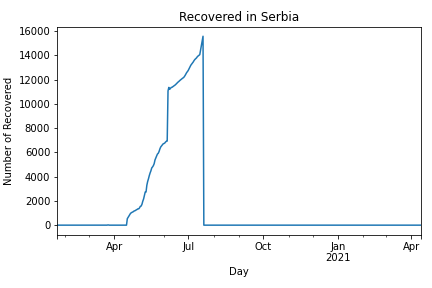 Recovered in Serbia
Number of Recovered
16000
14000
12000
10000
8000
6000
4000
2000
0
Apr
Jul
Oct
Jan
2021
Apr
Day